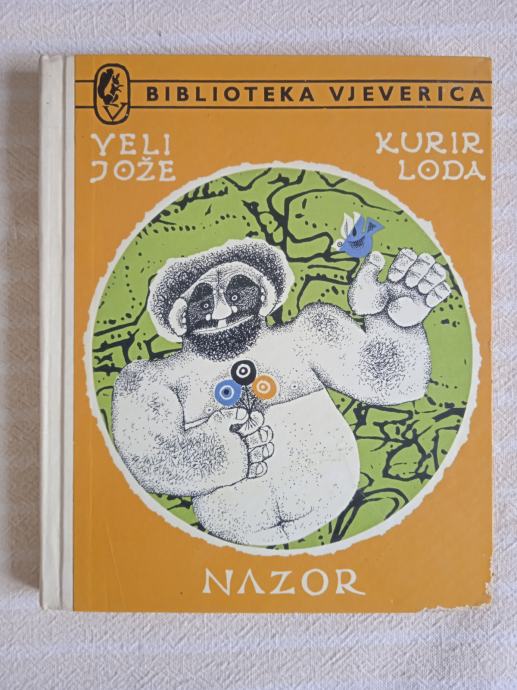 V
BIBLIOTEKA VJEVERICA
VELI
JOŽE
KURIR
LODA
NAZOR